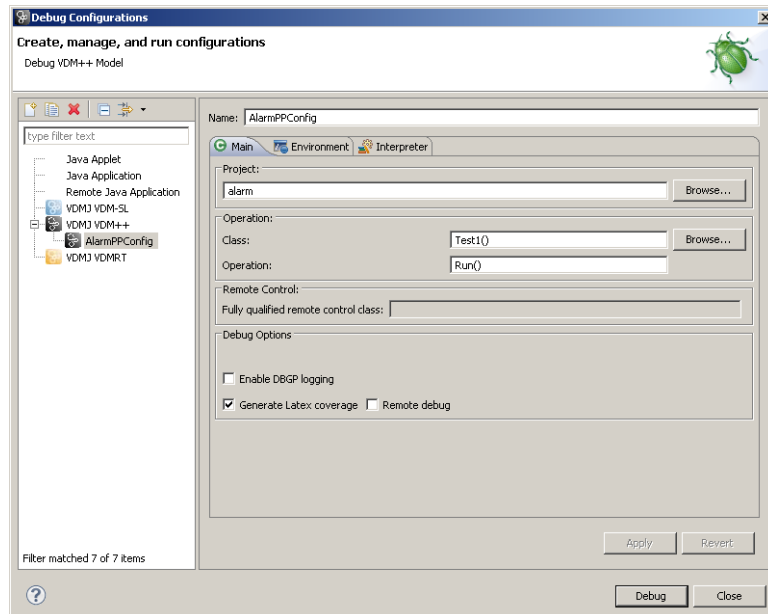 Debug Configurations
Create, manage, and run configurations
Debug VDM++ Model
type filter text
Java Applet
Java Application
Remote Java Application
VDMJ VDM-SL
VDMJ VDM++
AlarmPPConfig
VDMJ VDMRT
Filter matched 7 of 7 items
Name: AlarmPPConfig
Main Environment Interpreter
Project:
alarm Browse...
Operation:
Class: Test1() Browse...
Operation: Run()
Remote Control:
Fully qualified remote control class:
Debug Options
Enable DBGP logging
Generate Latex coverage Remote debug
Apply Revert
Debug Close